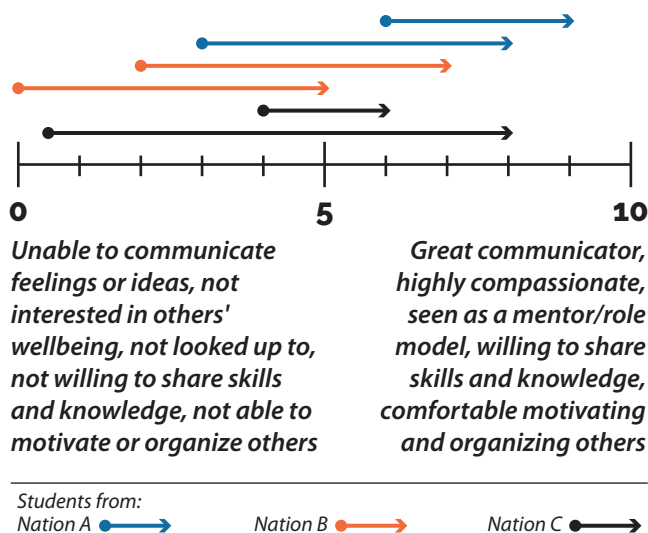 0 5 10
Unable to communicate
feelings or ideas, not
interested in others'
wellbeing, not looked up to,
not willing to share skills
and knowledge, not able to
motivate or organize others
Great communicator,
highly compassionate,
seen as a mentor/role
model, willing to share
skills and knowledge,
comfortable motivating
and organizing others
Students from:
Nation A Nation B Nation C